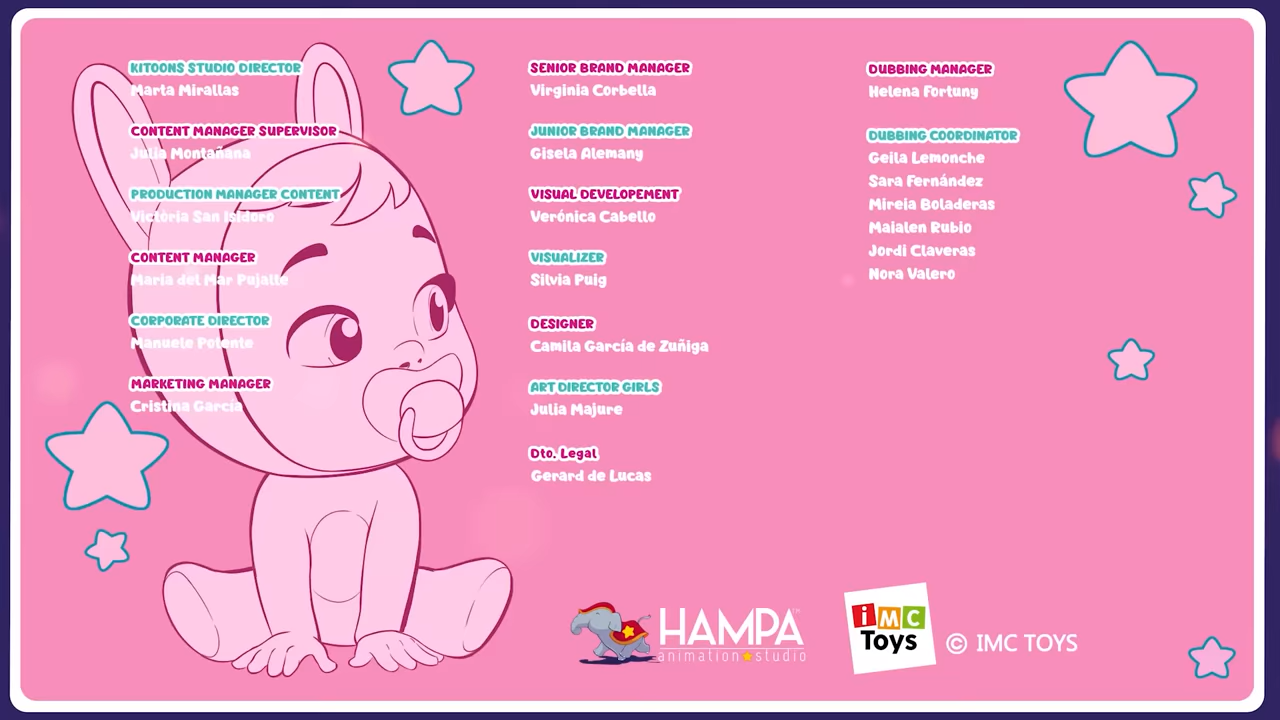 KITOONS STUDIO DIRECTOR
Marta Mirallas
CONTENT MANAGER SUPERVISOR
Julia Montañana
PRODUCTION MANAGER CONTENT
Victòria San Isidoro
CONTENT MANAGER
Maria del Mar Pujalte
CORPORATE DIRECTOR
Manuele Potente
MARKETING MANAGER
Cristina García
SENIOR BRAND MANAGER
Virginia Corbella
JUNIOR BRAND MANAGER
Gisela Alemany
VISUAL DEVELOPEMENT
Verónica Cabello
VISUALIZER
Silvia Puig
DESIGNER
Camila García de Zuñiga
ART DIRECTOR GIRLS
Julia Majure
Dto. Legal
Gerard de Lucas
DUBBING MANAGER
Helena Fortuny
DUBBING COORDINATOR
Geila Lemonche
Sara Fernández
Mireia Boladeras
Maialen Rubio
Jordi Claveras
Nora Valero
HAMPA™
animation studio
iMC
Toys
© IMC TOYS